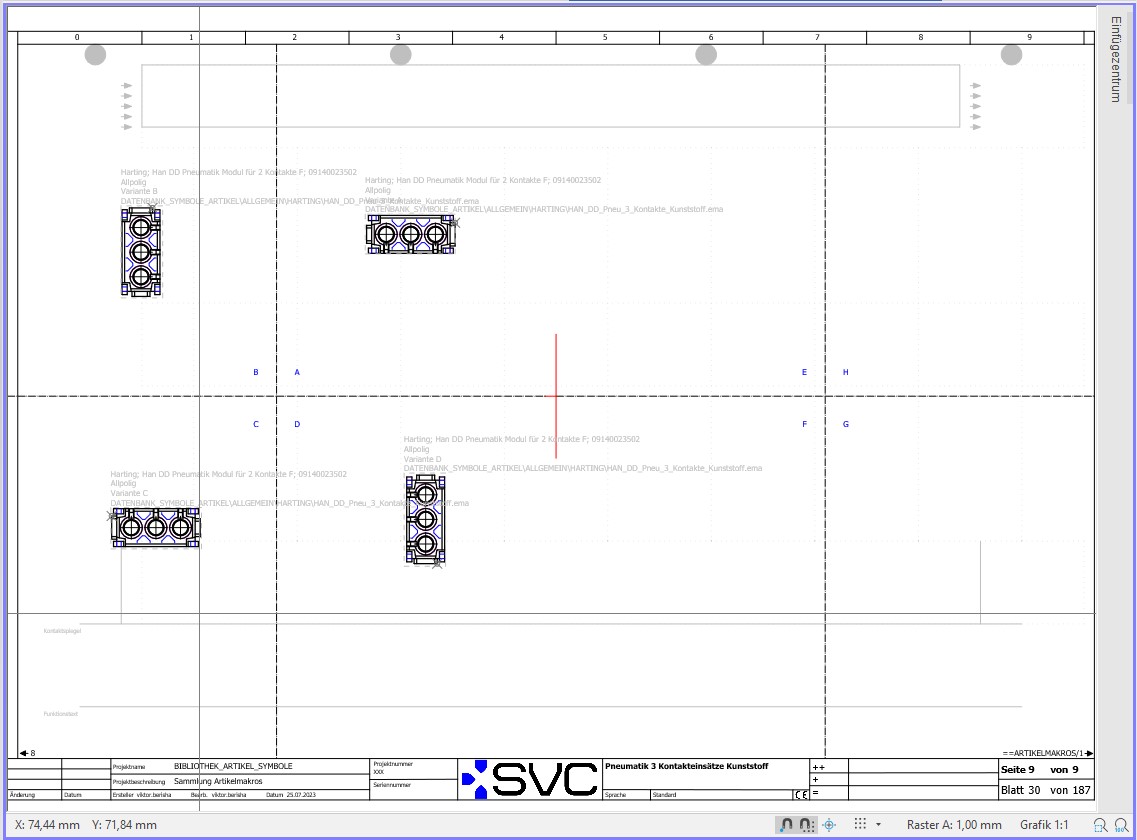 Einfügezentrum
0 1 2 3 4 5 6 7 8 9
Harting; Han DD Pneumatik Modul für 2 Kontakte F; 09140023502
Allpolig
Variante B
DATENBANK_SYMBOLE_ARTIKEL\ALLGEMEIN\HARTING\HAN_DD_Pneu_3_Kontakte_Kunststoff.ema
Harting; Han DD Pneumatik Modul für 2 Kontakte F; 09140023502
Allpolig
Variante A
DATENBANK_SYMBOLE_ARTIKEL\ALLGEMEIN\HARTING\HAN_DD_Pneu_3_Kontakte_Kunststoff.ema
B A E H
C D F G
Harting; Han DD Pneumatik Modul für 2 Kontakte F; 09140023502
Allpolig
Variante D
DATENBANK_SYMBOLE_ARTIKEL\ALLGEMEIN\HARTING\HAN_DD_Pneu_3_Kontakte_Kunststoff.ema
Harting; Han DD Pneumatik Modul für 2 Kontakte F; 09140023502
Allpolig
Variante C
DATENBANK_SYMBOLE_ARTIKEL\ALLGEMEIN\HARTING\HAN_DD_Pneu_3_Kontakte_Kunststoff.ema
Kontaktspiegel
Funktionstext
8
==ARTIKELMAKROS/1
Projektname BIBLIOTHEK_ARTIKEL_SYMBOLE
Projektbeschreibung Sammlung Artikelmakros
Änderung Datum Ersteller viktor.berisha Bearb. viktor.berisha Datum 25.07.2023
Projektnummer
XXX
Seriennummer
SVC
Pneumatik 3 Kontakteinsätze Kunststoff
Sprache Standard
CE
++
+
=
Seite 9 von 9
Blatt 30 von 187
X: 74,44 mm Y: 71,84 mm
Raster A: 1,00 mm Grafik 1:1